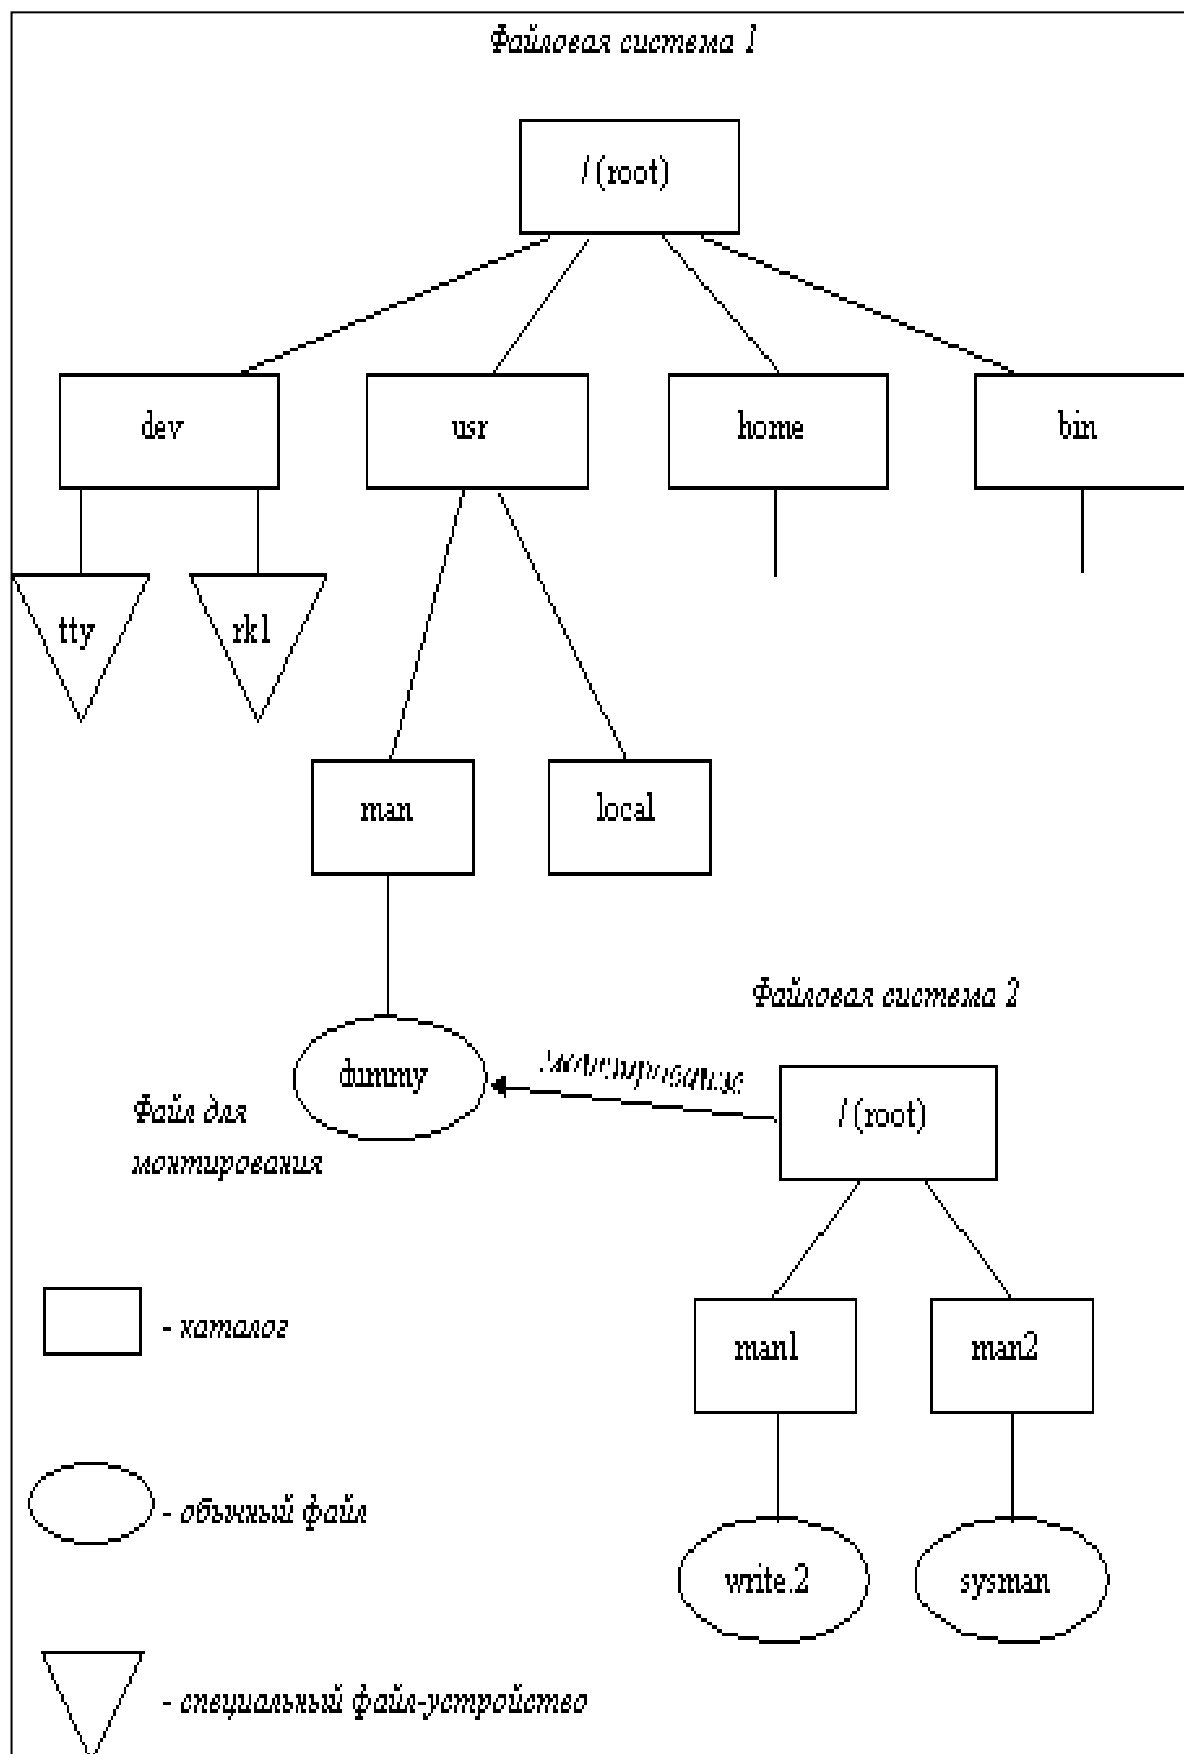 Файловая система 1
/ (root)
dev
usr
home
bin
tty
rk1
man
local
Файловая система 2
dummy
монтирование
/ (root)
Файл для
монтирования
man1
man2
- каталог
- обычный файл
write.2
sysman
- специальный файл-устройство